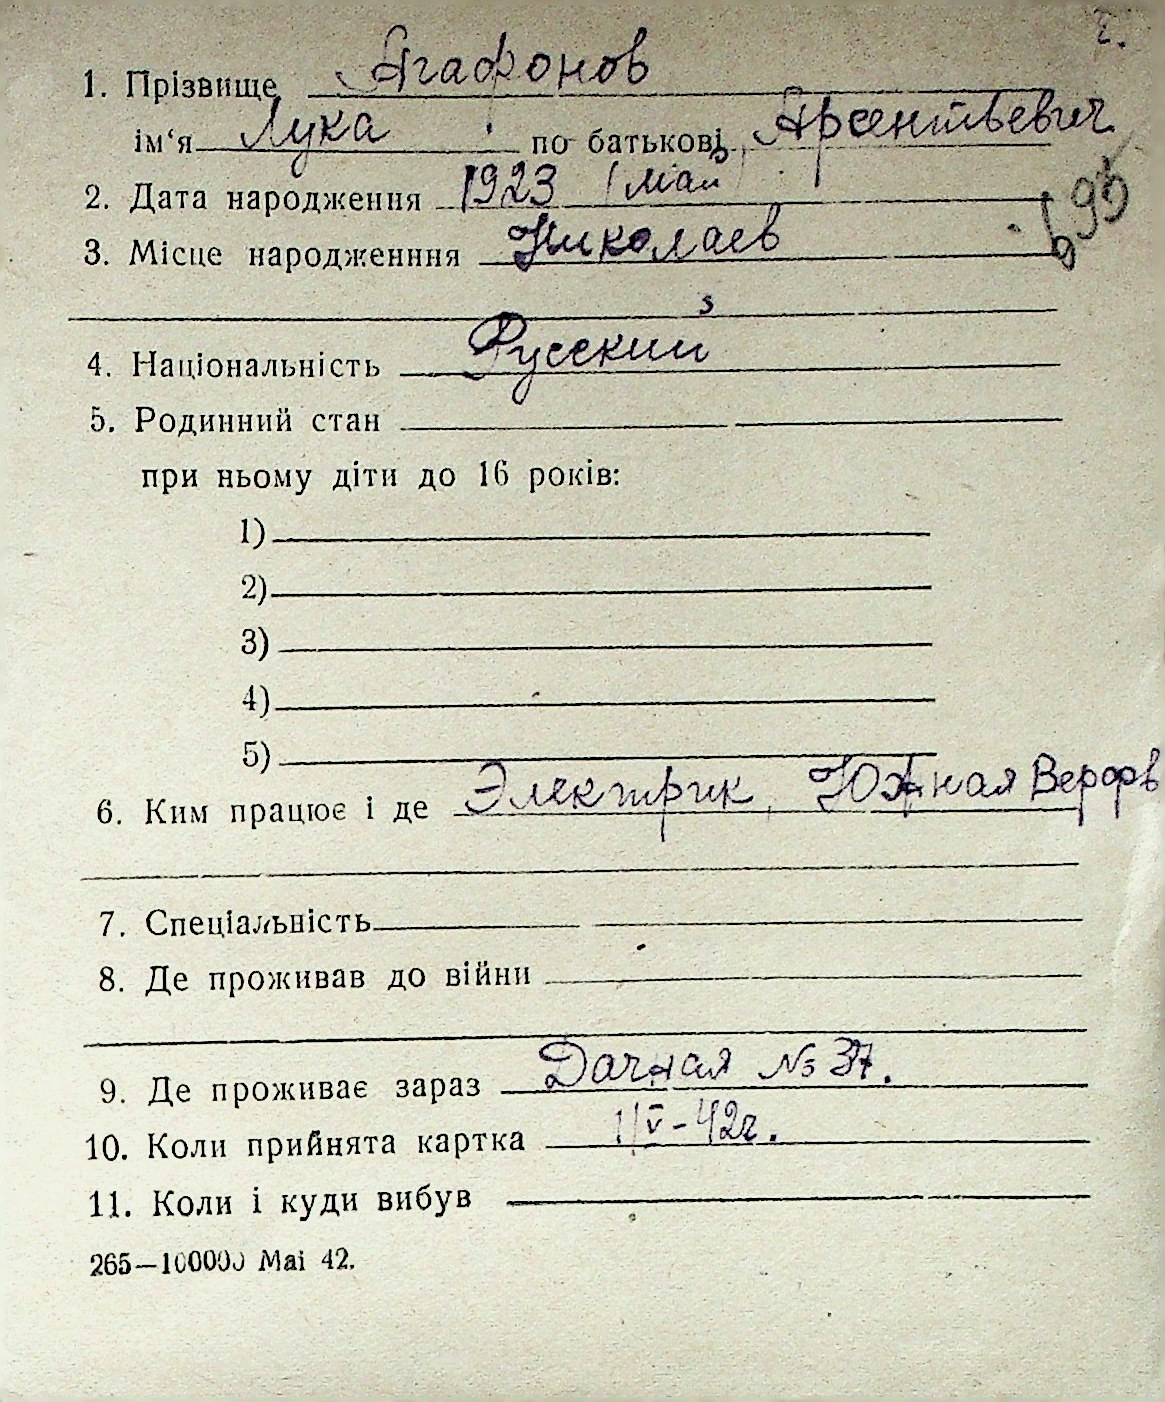 г.
1. Прізвище Агафонов
ім‘я Лука по батькові Арсентьевич
2. Дата народження 1923 май
3. Місце народженння Николаев
695
4. Національність Русский
5. Родинний стан
при ньому діти до 16 років:
1)
2)
3)
4)
5)
6. Ким працює і де Электрик, Южная Верфь
7. Спеціальність
8. Де проживав до війни
9. Де проживає зараз Дачная № 37.
10. Коли прийнята картка 1/V-42г.
11. Коли і куди вибув
265—100000 Mai 42.